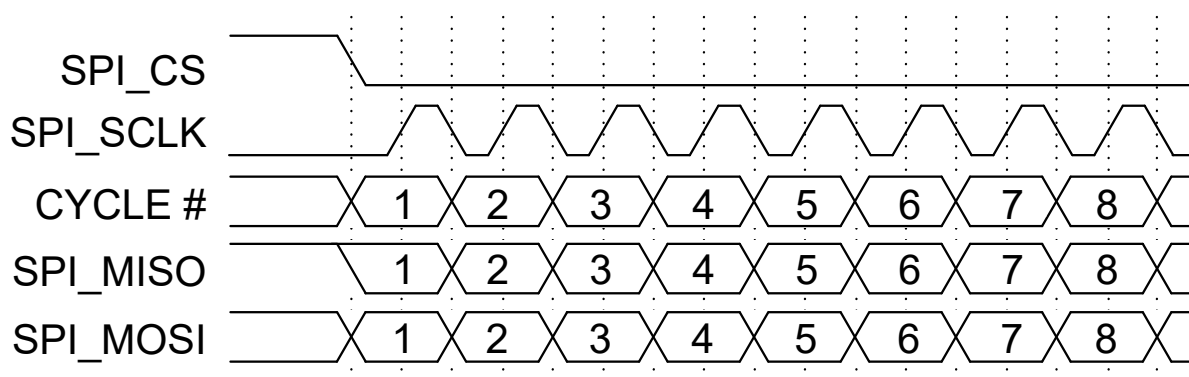 SPI_CS
SPI_SCLK
CYCLE # 1 2 3 4 5 6 7 8
SPI_MISO 1 2 3 4 5 6 7 8
SPI_MOSI 1 2 3 4 5 6 7 8